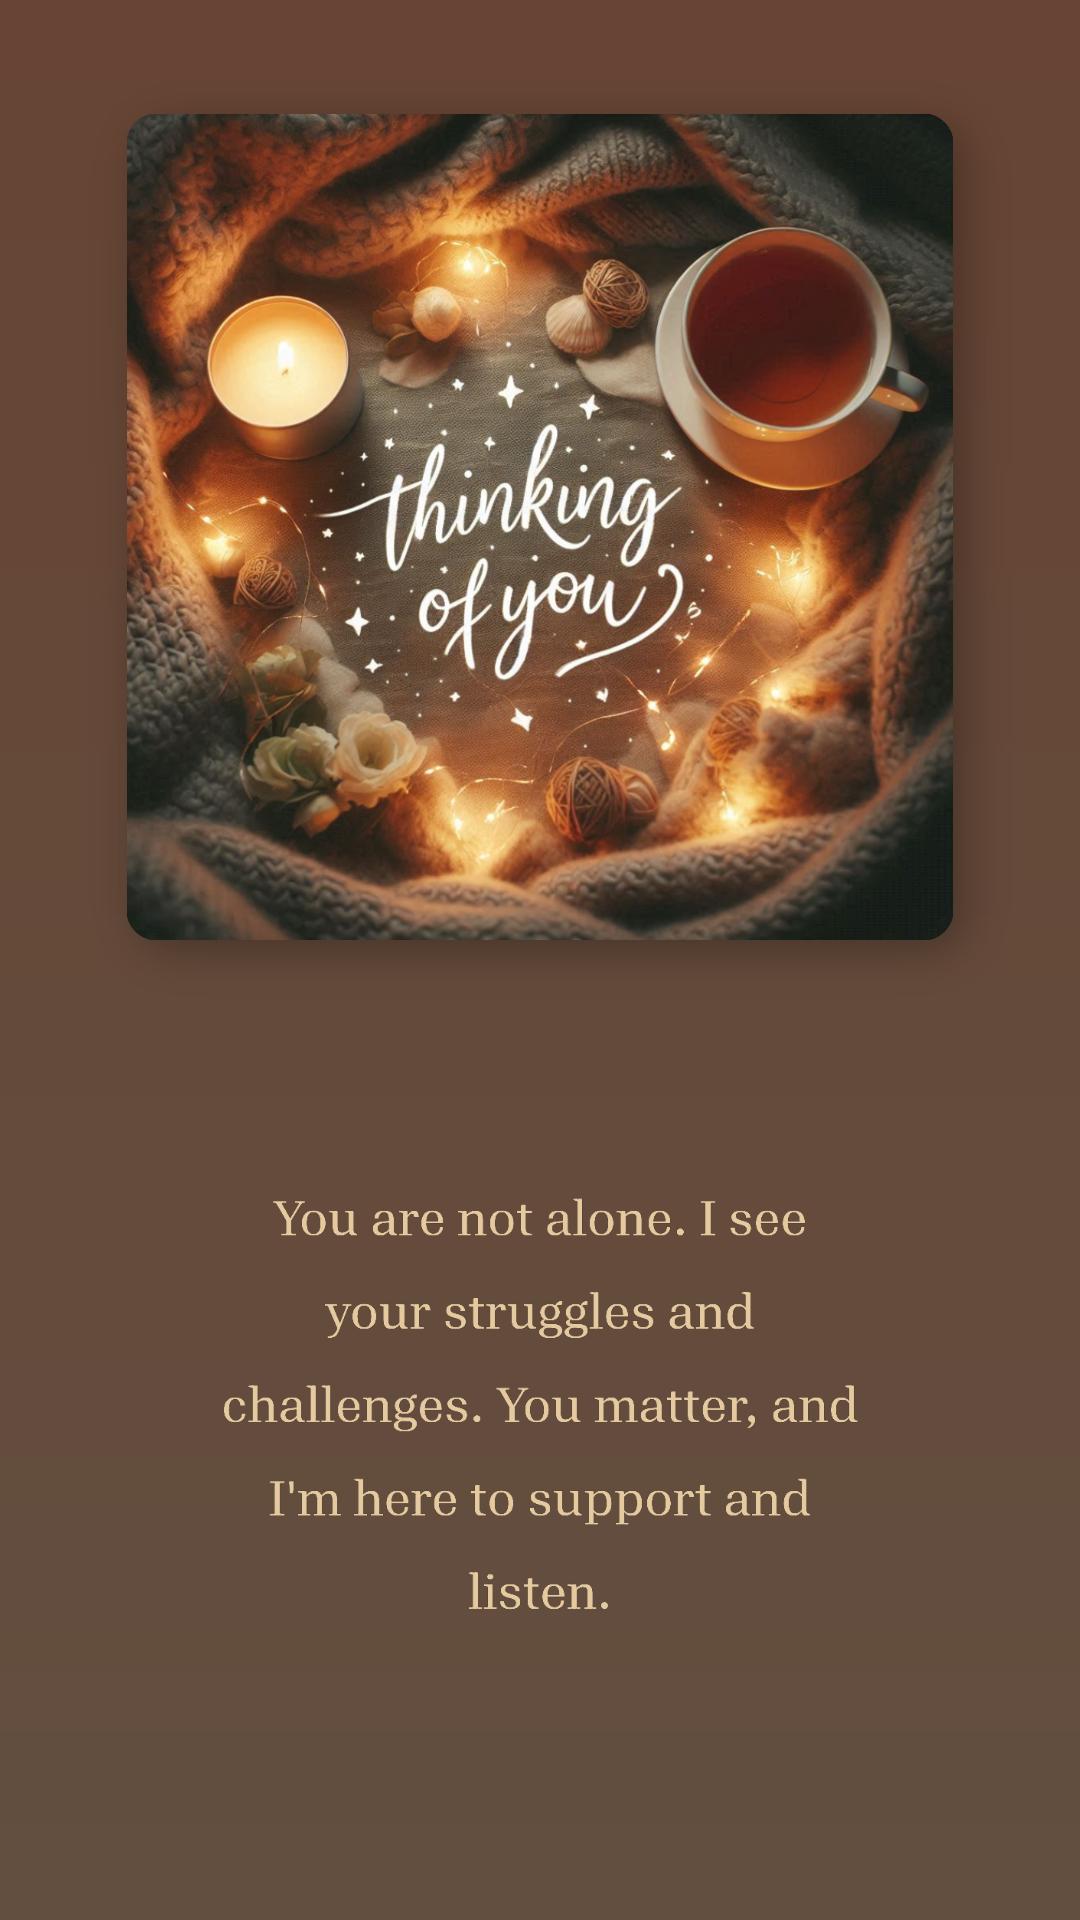 thinking
of you
You are not alone. I see
your struggles and
challenges. You matter, and
I'm here to support and
listen.